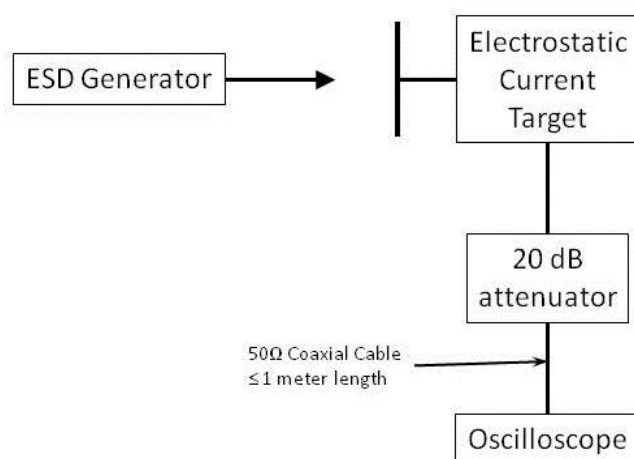 ESD Generator
Electrostatic
Current
Target
20 dB
attenuator
50Ω Coaxial Cable
≤1 meter length
Oscilloscope